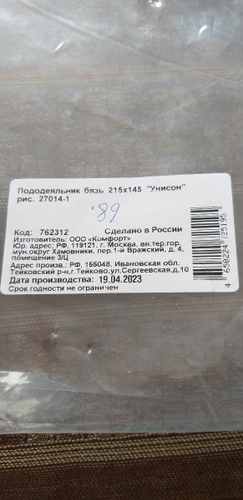 Пододеяльник бязь 215х145 "Унисон"
рис. 27014-1
Код: 762312 Сделано в России
Изготовитель: ООО «Комфорт»
Юр. адрес: РФ, 119121, г. Москва, вн.тер.гор.
мун.округ Хамовники, пер.1-й Вражский, д. 4,
помещение 3/Ц
Адрес произв.: РФ, 155048, Ивановская обл.
Тейковский р-н,г.Тейково,ул.Сергеевская,д.10
Дата производства: 19.04.2023
Срок годности не ограничен